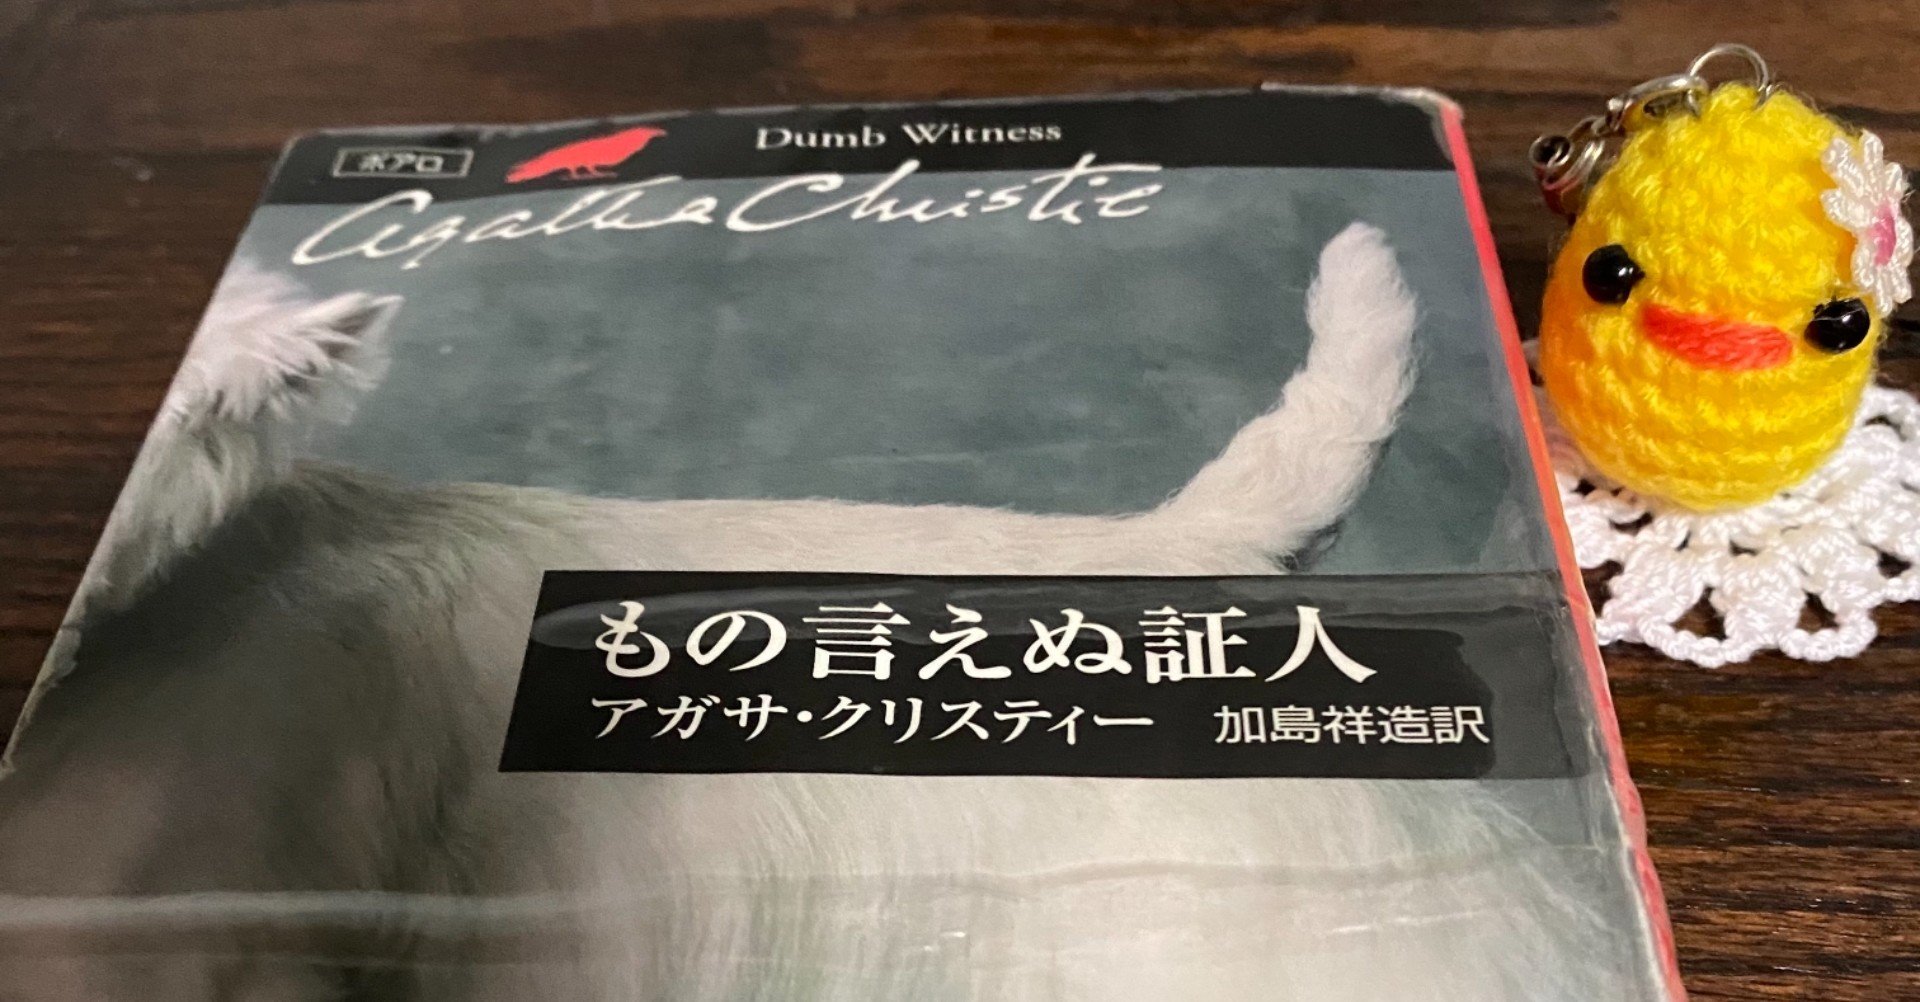 ポアロ
Dumb Witness
Agatha Christie
もの言えぬ証人
アガサ・クリスティー 加島祥造訳